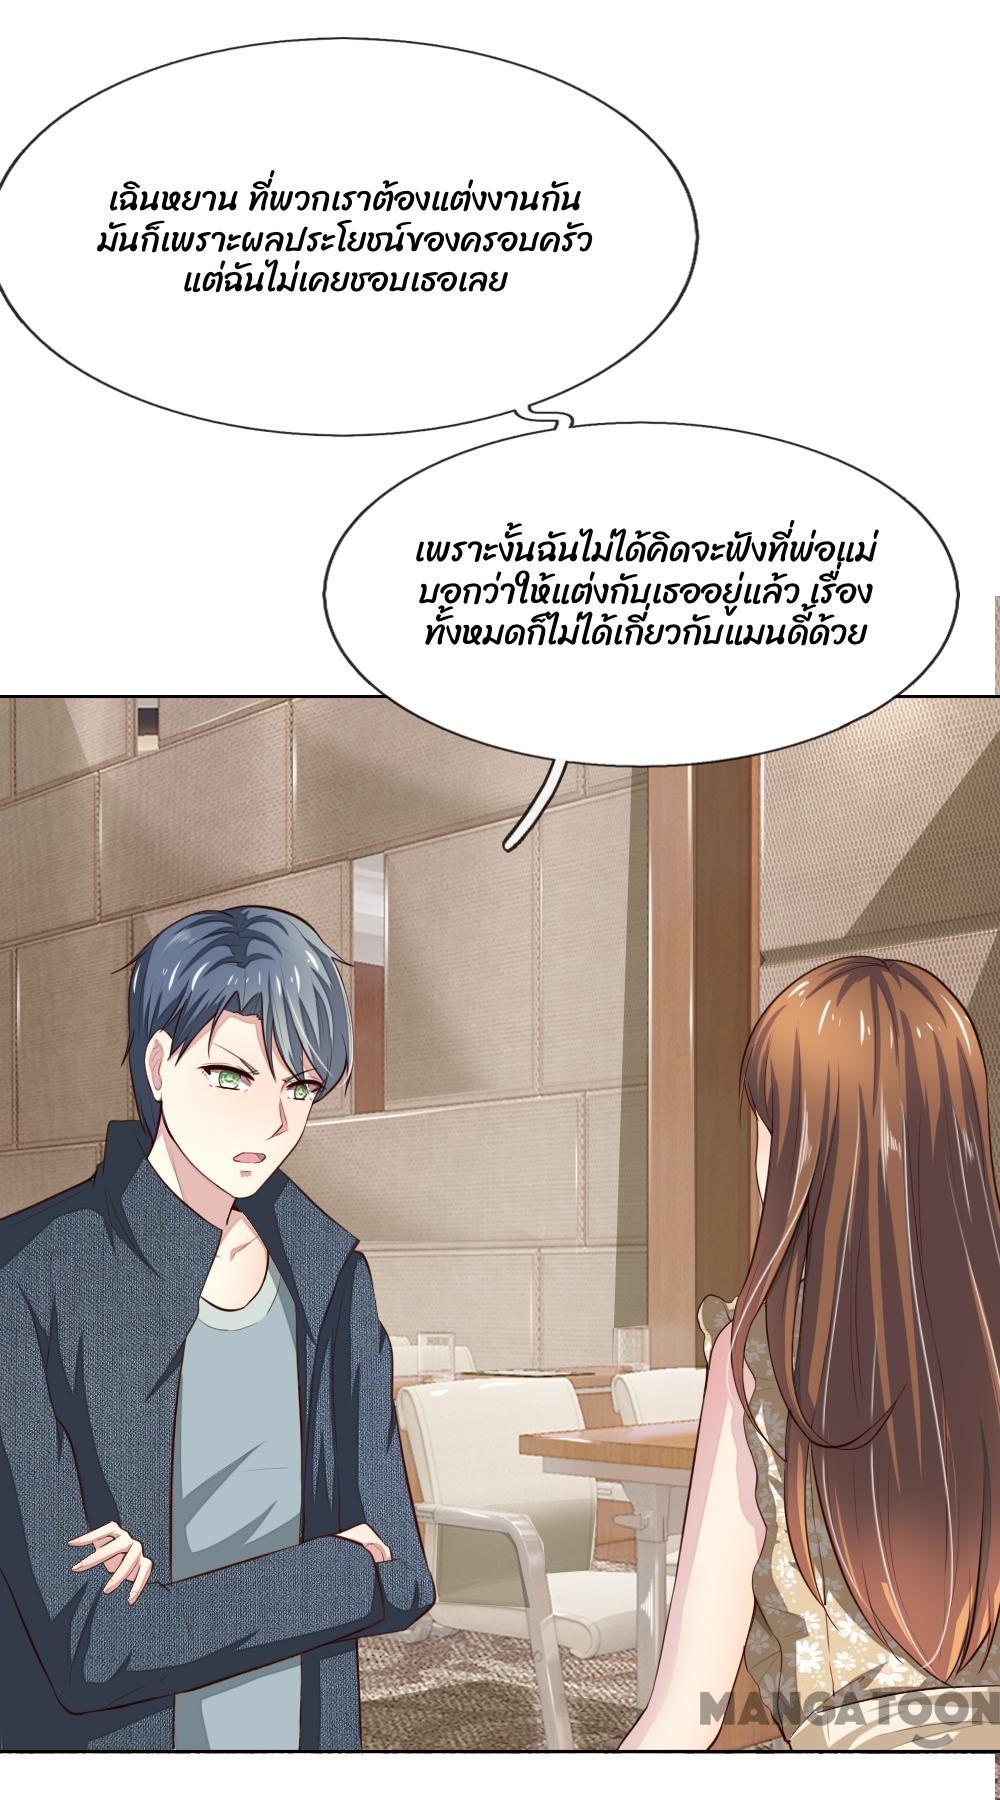 เฉินหยาน ที่พวกเราต้องแต่งงานกัน
มันก็เพราะผลประโยชน์ของครอบครัว
แต่ฉันไม่เคยชอบเธอเลย
เพราะงั้นฉันไม่ได้คิดจะฟังที่พ่อแม่
บอกว่าให้แต่งกับเธออยู่แล้ว เรื่อง
ทั้งหมดก็ไม่ได้เกี่ยวกับแมนดี้ด้วย
MANGATOON